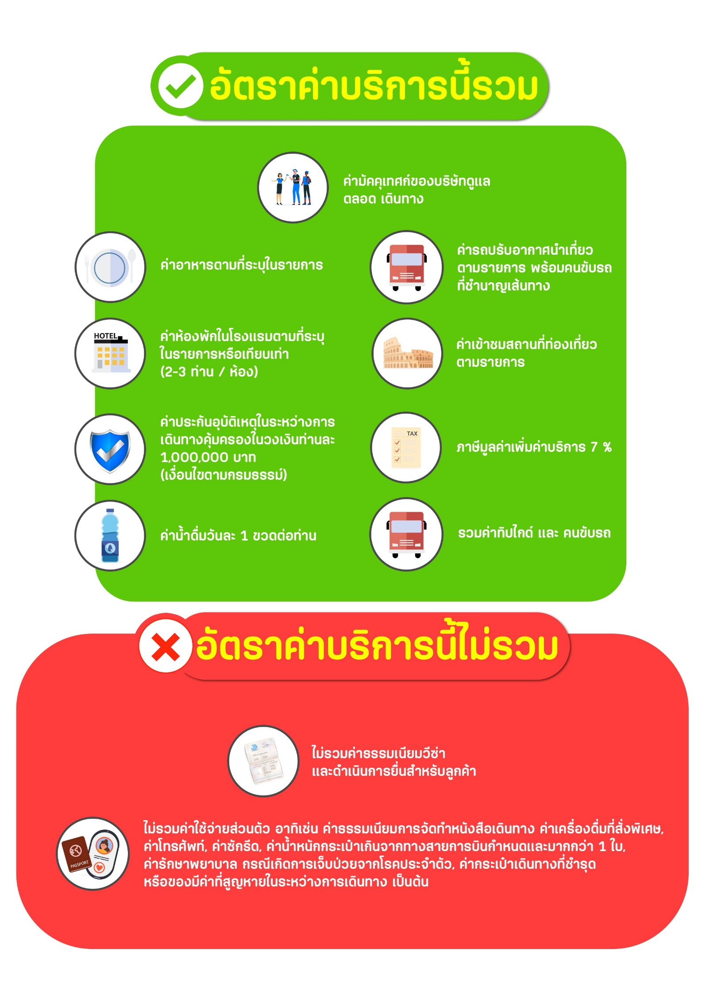 อัตราค่าบริการนี้รวม
ค่ามัคคุเทศก์ของบริษัทดูแล
ตลอด เดินทาง
ค่าอาหารตามที่ระบุในรายการ
ค่ารถปรับอากาศนำเที่ยว
ตามรายการ พร้อมคนขับรถ
ที่ชำนาญเส้นทาง
HOTEL
ค่าห้องพักในโรงแรมตามที่ระบุ
ในรายการหรือเทียบเท่า
(2-3 ท่าน / ห้อง)
ค่าเข้าชมสถานที่ท่องเที่ยว
ตามรายการ
ค่าประกันอุบัติเหตุในระหว่างการ
เดินทางคุ้มครองในวงเงินท่านละ
1,000,000 บาท
(เงื่อนไขตามกรมธรรม์)
TAX
ภาษีมูลค่าเพิ่มค่าบริการ 7 %
ค่าน้ำดื่มวันละ 1 ขวดต่อท่าน
รวมค่าทิปไกด์ และ คนขับรถ
อัตราค่าบริการนี้ไม่รวม
ไม่รวมค่าธรรมเนียมวีซ่า
และดำเนินการยื่นสำหรับลูกค้า
PASSPORT
ไม่รวมค่าใช้จ่ายส่วนตัว อาทิเช่น ค่าธรรมเนียมการจัดทำหนังสือเดินทาง ค่าเครื่องดื่มที่สั่งพิเศษ,
ค่าโทรศัพท์, ค่าซักรีด, ค่าน้ำหนักกระเป๋าเกินจากทางสายการบินกำหนดและมากกว่า 1 ใบ,
ค่ารักษาพยาบาล กรณีเกิดการเจ็บป่วยจากโรคประจำตัว, ค่ากระเป๋าเดินทางที่ชำรุด
หรือของมีค่าที่สูญหายในระหว่างการเดินทาง เป็นต้น